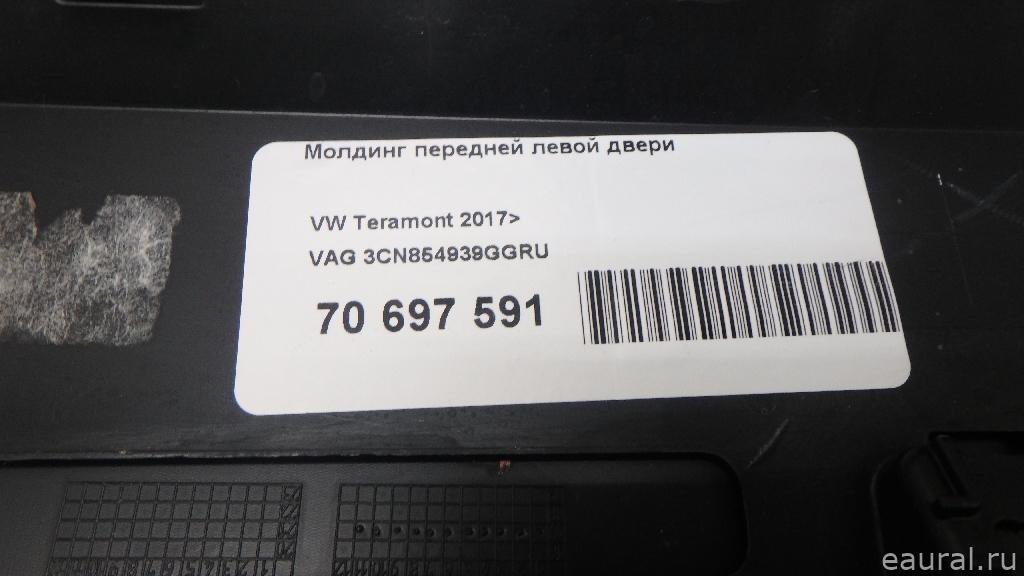 Молдинг передней левой двери
VW Teramont 2017>
VAG 3CN854939GGRU
70 697 591
eaural.ru